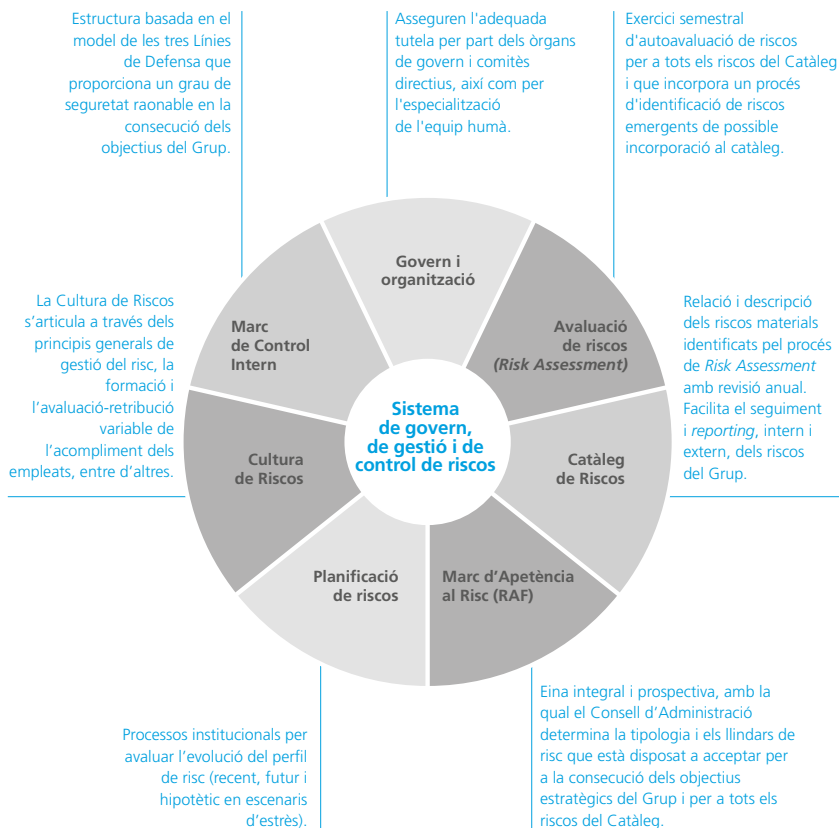 Estructura basada en el
model de les tres Línies
de Defensa que
proporciona un grau de
seguretat raonable en la
consecució dels
objectius del Grup.
Asseguren l'adequada
tutela per part dels òrgans
de govern i comitès
directius, així com per
l'especialització
de l'equip humà.
Exercici semestral
d'autoavaluació de riscos
per a tots els riscos del Catàleg
i que incorpora un procés
d'identificació de riscos
emergents de possible
incorporació al catàleg.
Govern i
organització
Marc
de Control
Intern
Avaluació
de riscos
(Risk Assessment)
La Cultura de Riscos
s’articula a través dels
principis generals de
gestió del risc, la
formació i
l’avaluació-retribució
variable de
l’acompliment dels
empleats, entre d’altres.
Relació i descripció
dels riscos materials
identificats pel procés
de Risk Assessment
amb revisió anual.
Facilita el seguiment
i reporting, intern i
extern, dels riscos
del Grup.
Sistema
de govern,
de gestió i de
control de riscos
Cultura
de Riscos
Catàleg
de Riscos
Planificació
de riscos
Marc d’Apetència
al Risc (RAF)
Processos institucionals per
avaluar l’evolució del perfil
de risc (recent, futur i
hipotètic en escenaris
d’estrès).
Eina integral i prospectiva, amb la
qual el Consell d’Administració
determina la tipologia i els llindars de
risc que està disposat a acceptar per
a la consecució dels objectius
estratègics del Grup i per a tots els
riscos del Catàleg.